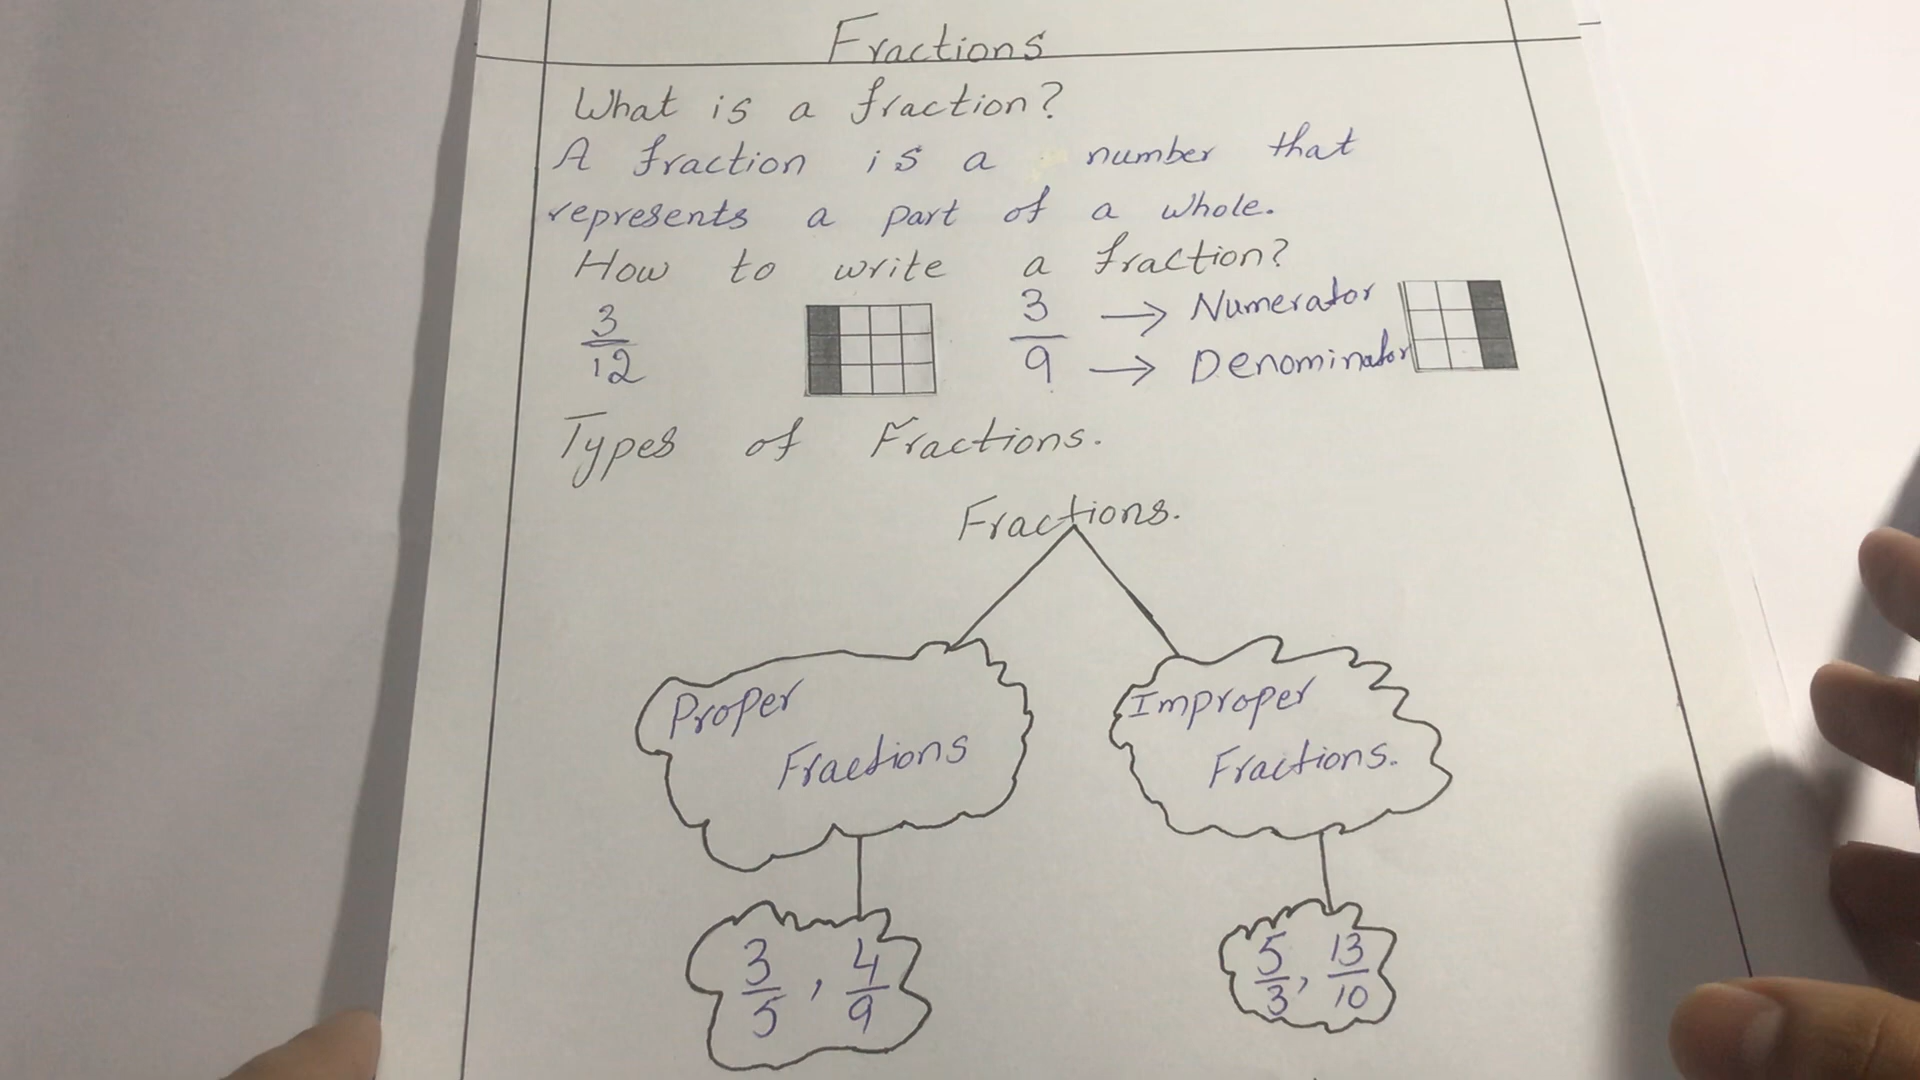 Fractions
What is a fraction?
A fraction is a number that
represents a part of a whole.
How to write a fraction?
3/12
3/9 → Numerator
→ Denominator
Types of Fractions.
Fractions.
Proper Fractions
Improper Fractions.
3/5, 4/9
5/3, 13/10